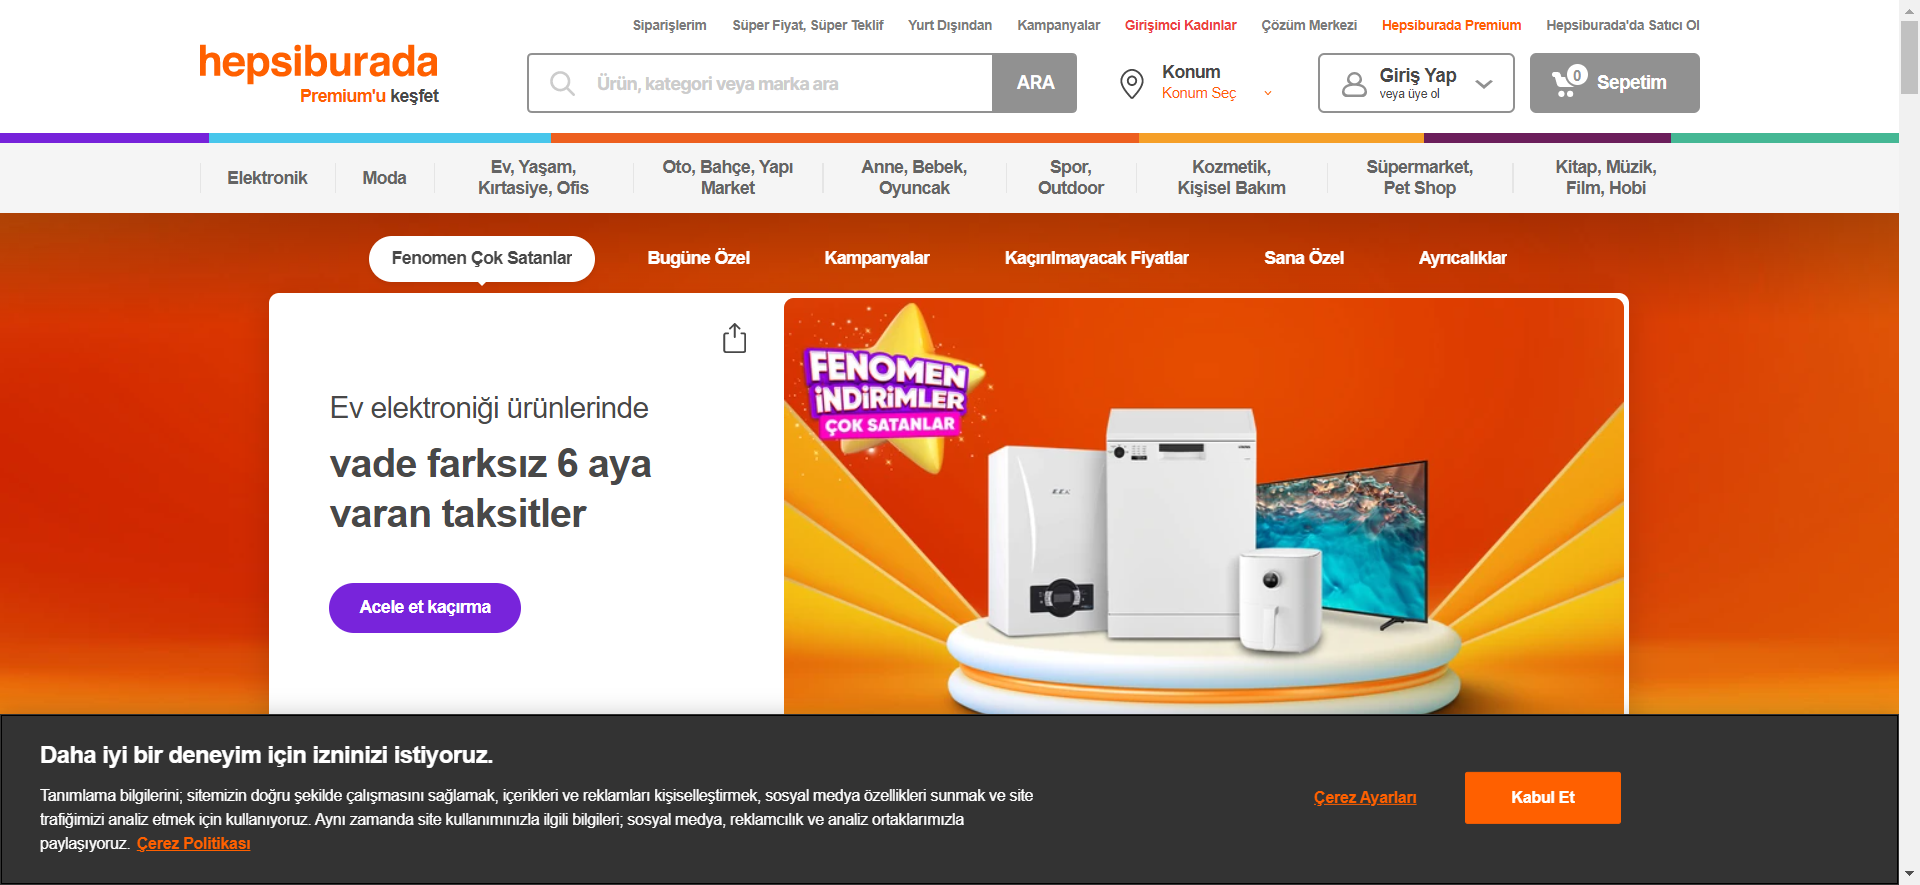 Siparişlerim
Süper Fiyat, Süper Teklif
Yurt Dışından
Kampanyalar
Girişimci Kadınlar
Çözüm Merkezi
Hepsiburada Premium
Hepsiburada'da Satıcı Ol
hepsiburada
Premium'u keşfet
Ürün, kategori veya marka ara
ARA
Konum
Konum Seç
Giriş Yap
veya üye ol
0
Sepetim
Elektronik
Moda
Ev, Yaşam,
Kırtasiye, Ofis
Oto, Bahçe, Yapı
Market
Anne, Bebek,
Oyuncak
Spor,
Outdoor
Kozmetik,
Kişisel Bakım
Süpermarket,
Pet Shop
Kitap, Müzik,
Film, Hobi
Fenomen Çok Satanlar
Bugüne Özel
Kampanyalar
Kaçırılmayacak Fiyatlar
Sana Özel
Ayrıcalıklar
Ev elektroniği ürünlerinde
vade farksız 6 aya
varan taksitler
Acele et kaçırma
FENOMEN
İNDİRİMLER
ÇOK SATANLAR
Daha iyi bir deneyim için izninizi istiyoruz.
Tanımlama bilgilerini; sitemizin doğru şekilde çalışmasını sağlamak, içerikleri ve reklamları kişiselleştirmek, sosyal medya özellikleri sunmak ve site
trafiğimizi analiz etmek için kullanıyoruz. Aynı zamanda site kullanımınızla ilgili bilgileri; sosyal medya, reklamcılık ve analiz ortaklarımızla
paylaşıyoruz. Çerez Politikası
Çerez Ayarları
Kabul Et